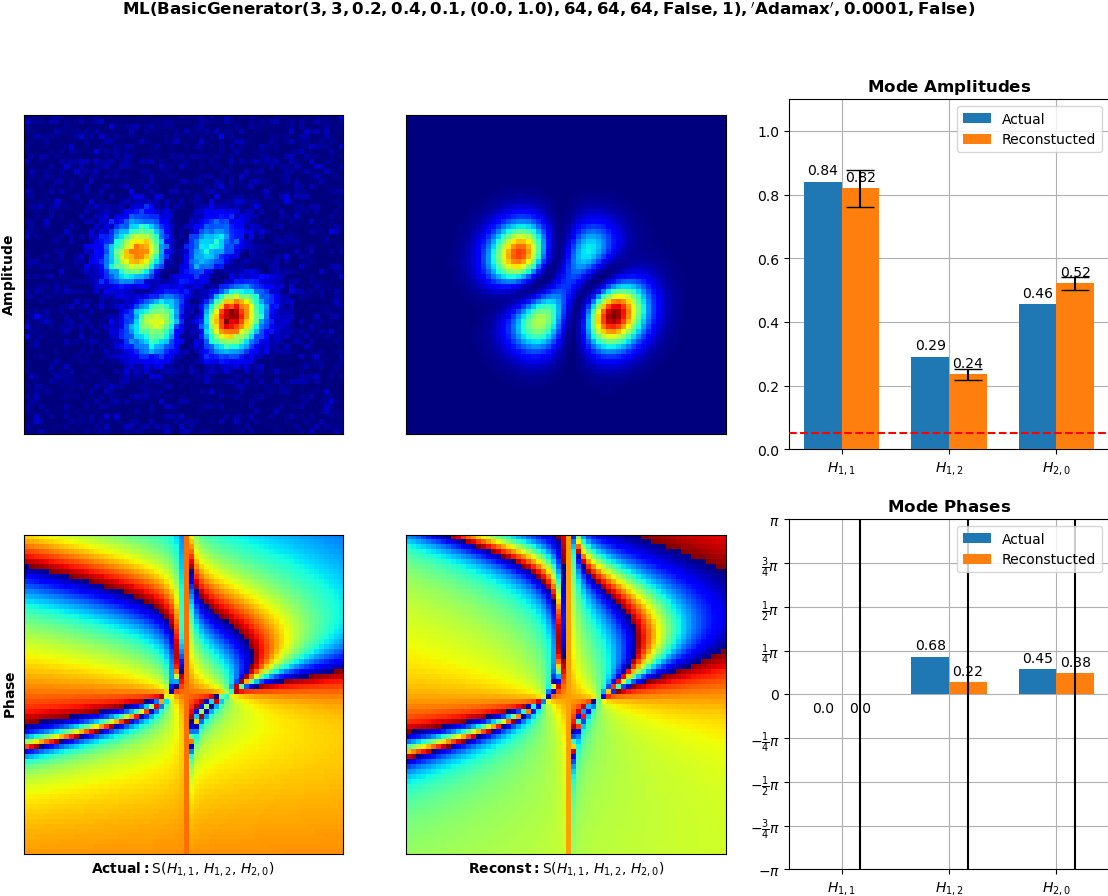 ML(BasicGenerator(3, 3, 0.2, 0.4, 0.1, (0.0, 1.0), 64, 64, 64, False, 1), ′Adamax′, 0.0001, False)
Amplitude
Mode Amplitudes
Actual
Reconstucted
1.0
0.8
0.6
0.4
0.2
0.0
0.84
0.82
0.29
0.24
0.46
0.52
H1,1
H1,2
H2,0
Phase
Actual: S(H1,1, H1,2, H2,0)
Reconst: S(H1,1, H1,2, H2,0)
Mode Phases
Actual
Reconstucted
π
3/4π
1/2π
1/4π
0
−1/4π
−1/2π
−3/4π
−π
0.0
0.0
0.68
0.22
0.45
0.38
H1,1
H1,2
H2,0